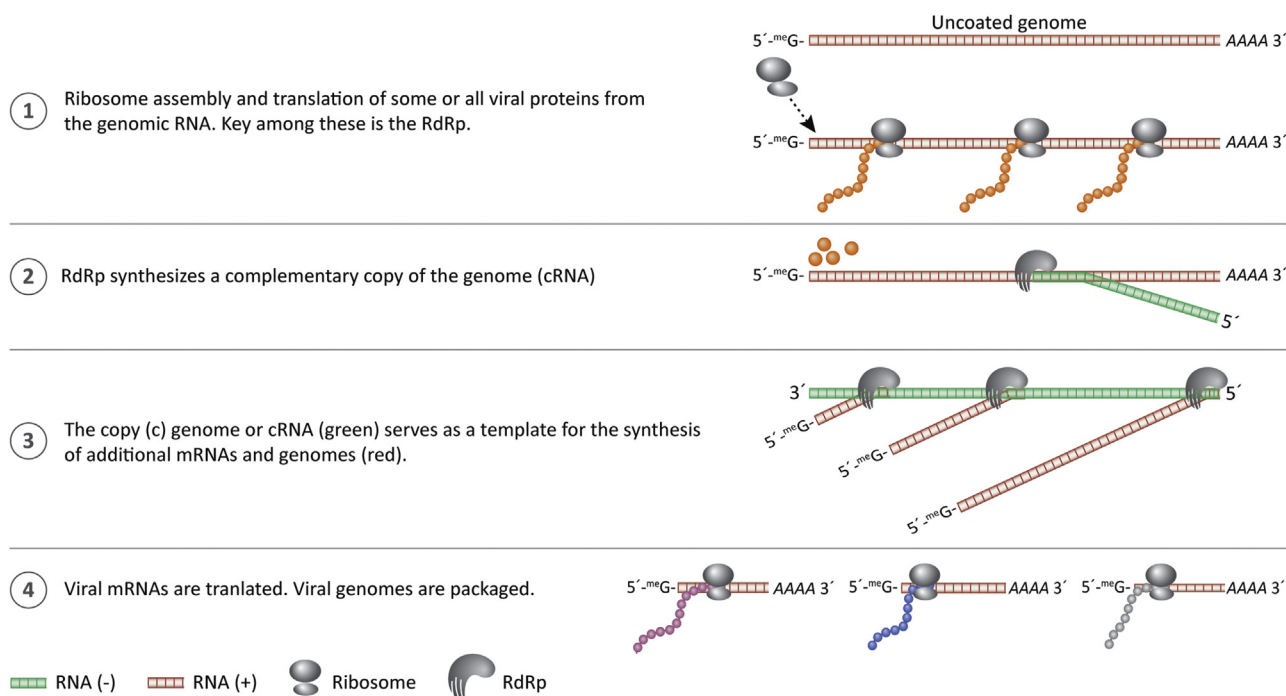 Uncoated genome
5´-meG- AAAA 3´
1 Ribosome assembly and translation of some or all viral proteins from
the genomic RNA. Key among these is the RdRp.
5´-meG- AAAA 3´
2 RdRp synthesizes a complementary copy of the genome (cRNA)
5´-meG- AAAA 3´
5´
3´ 5´
3 The copy (c) genome or cRNA (green) serves as a template for the synthesis
of additional mRNAs and genomes (red).
5´-meG-
5´-meG-
5´-meG-
4 Viral mRNAs are tranlated. Viral genomes are packaged.
5´-meG- AAAA 3´ 5´-meG- AAAA 3´ 5´-meG- AAAA 3´
RNA (-) RNA (+) Ribosome RdRp